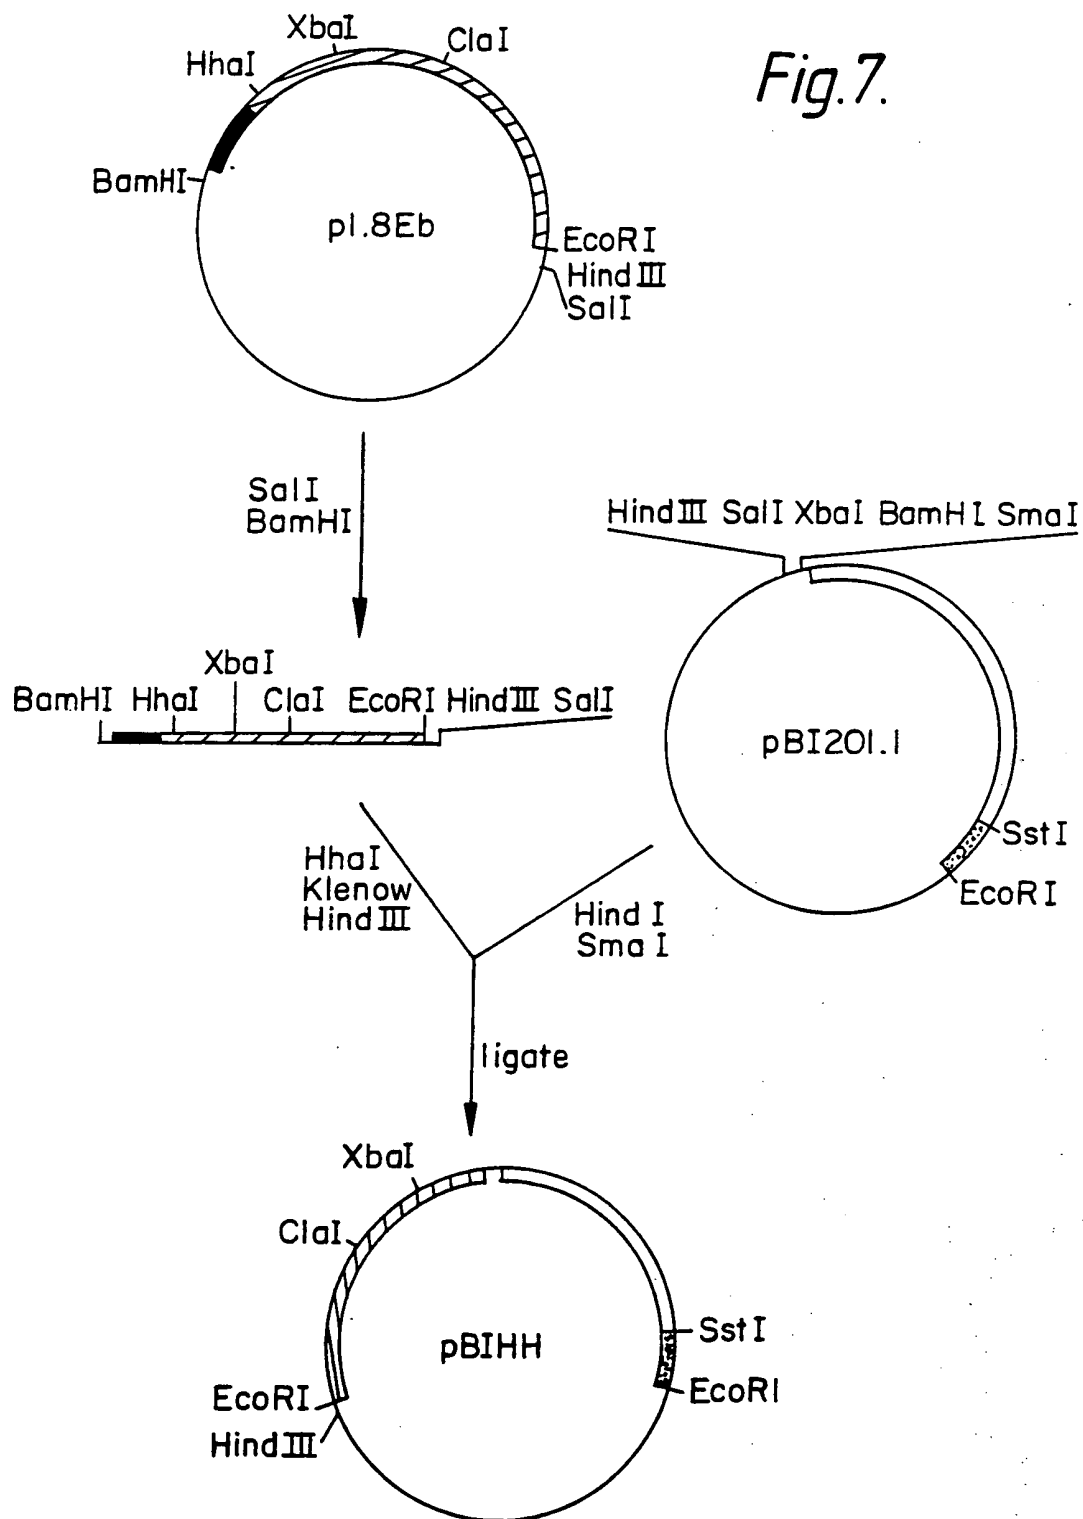 Fig.7.
XbaI
ClaI
HhaI
BamHI
p1.8Eb
EcoRI
HindIII
SalI
SalI
BamHI
HindIII SalI XbaI BamHI SmaI
XbaI
BamHI HhaI ClaI EcoRI HindIII SalI
pBI201.1
SstI
EcoRI
HhaI
Klenow
HindIII
Hind I
Sma I
ligate
XbaI
ClaI
SstI
pBIHH
EcoRI
EcoRI
HindIII